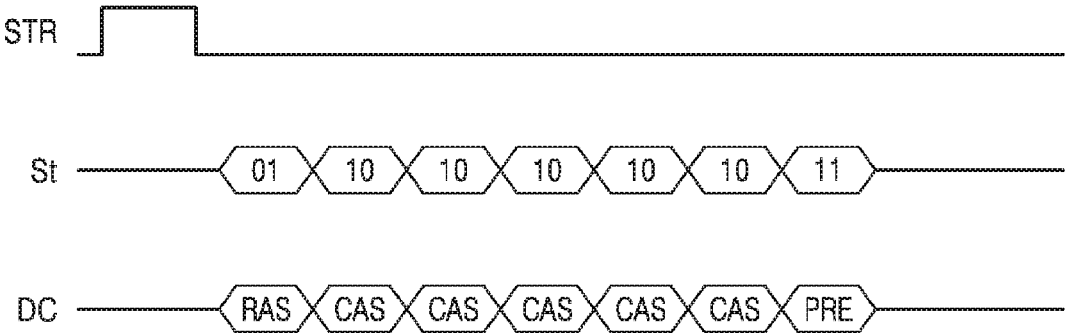 STR
St 01 10 10 10 10 10 11
DC RAS CAS CAS CAS CAS CAS PRE